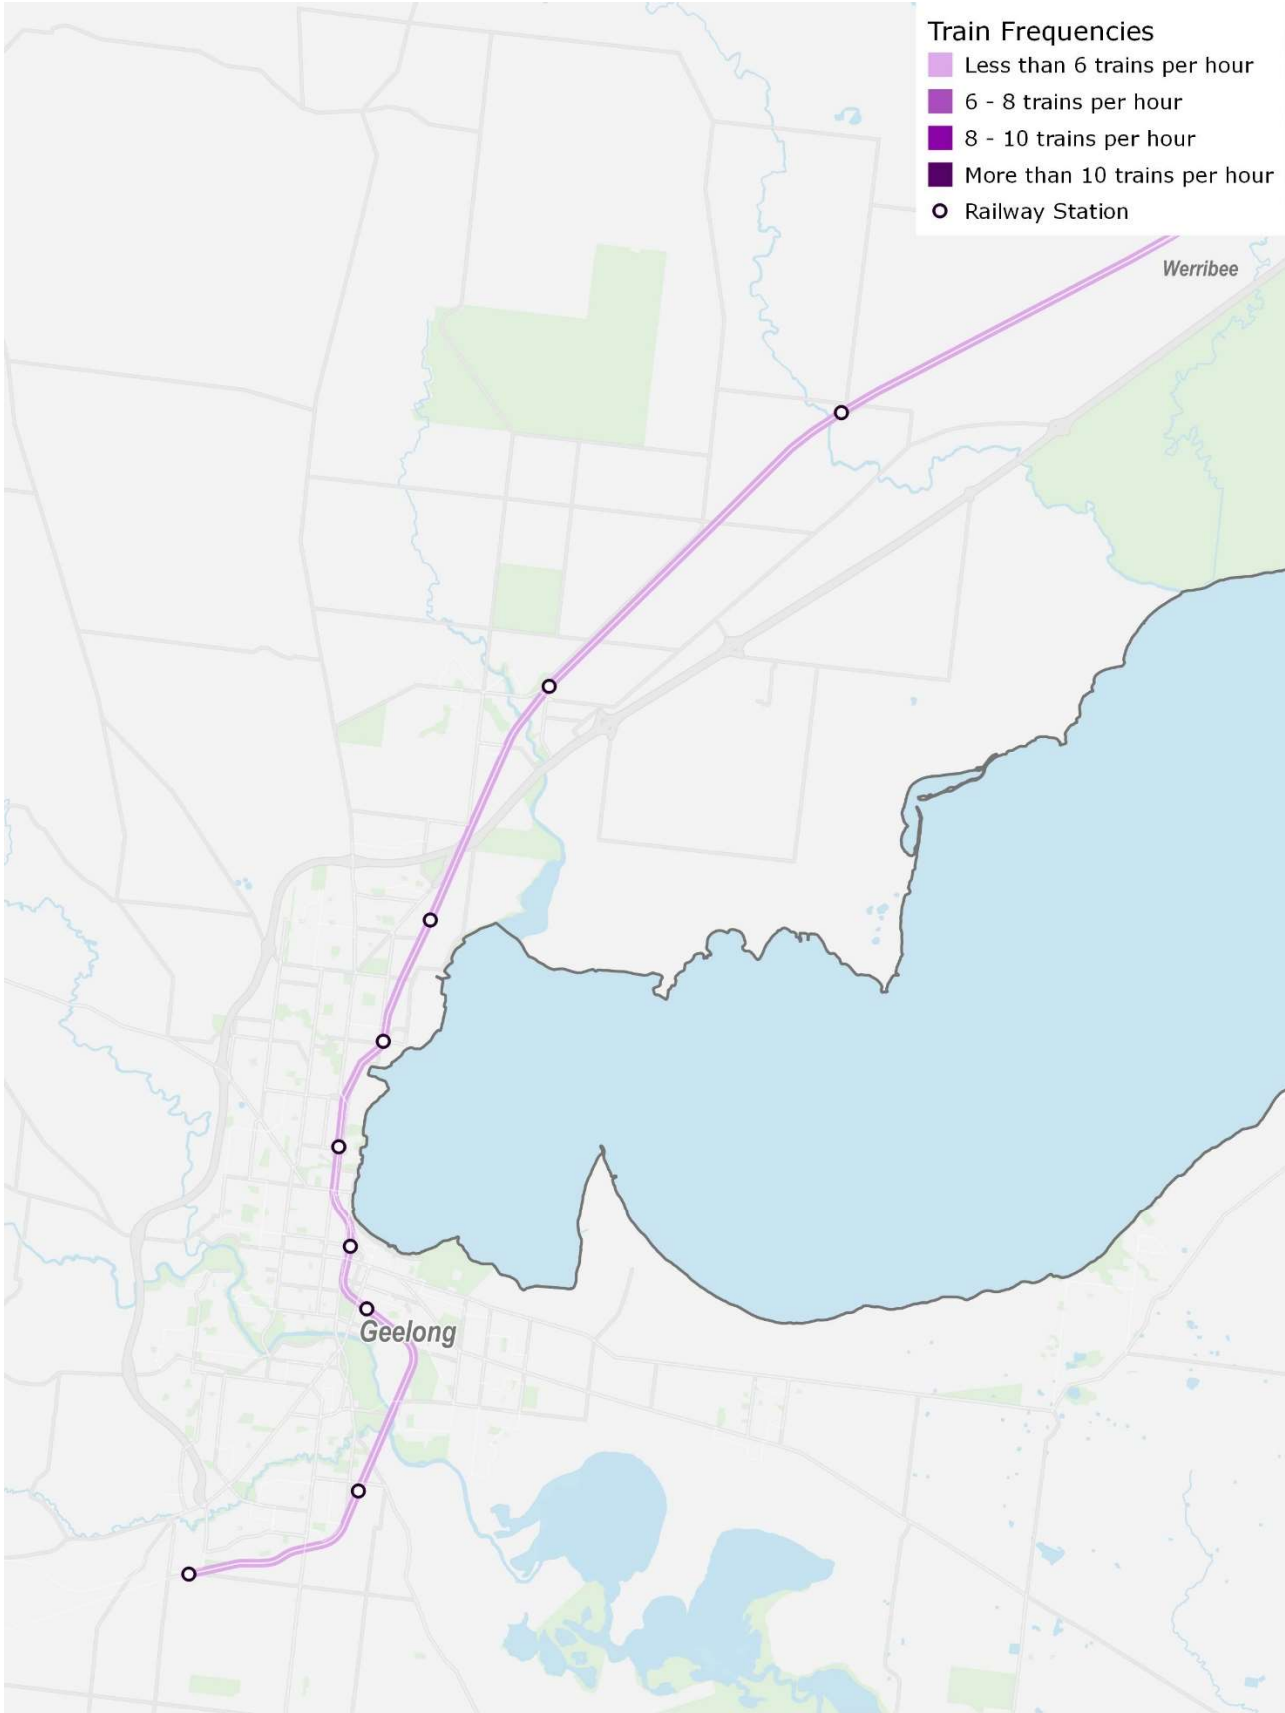 Train Frequencies
Less than 6 trains per hour
6 - 8 trains per hour
8 - 10 trains per hour
More than 10 trains per hour
Railway Station
Werribee
Geelong